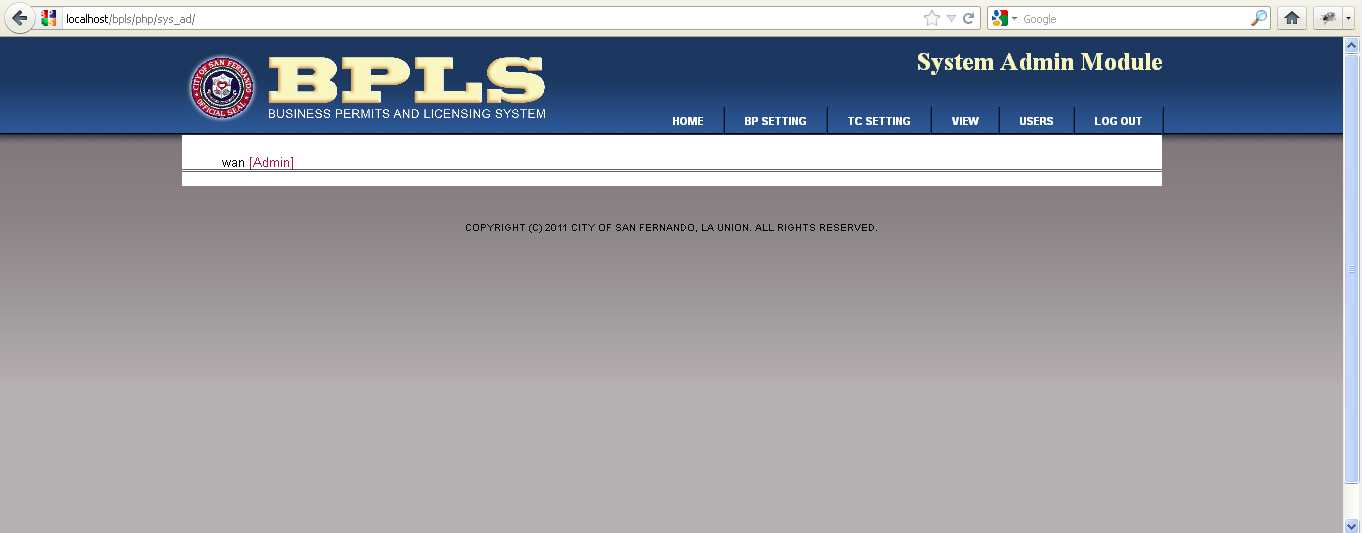 localhost/bpls/php/sys_ad/
Google
CITY OF SAN FERNANDO
OFFICIAL SEAL
BPLS
BUSINESS PERMITS AND LICENSING SYSTEM
System Admin Module
HOME
BP SETTING
TC SETTING
VIEW
USERS
LOG OUT
wan [Admin]
COPYRIGHT (C) 2011 CITY OF SAN FERNANDO, LA UNION. ALL RIGHTS RESERVED.